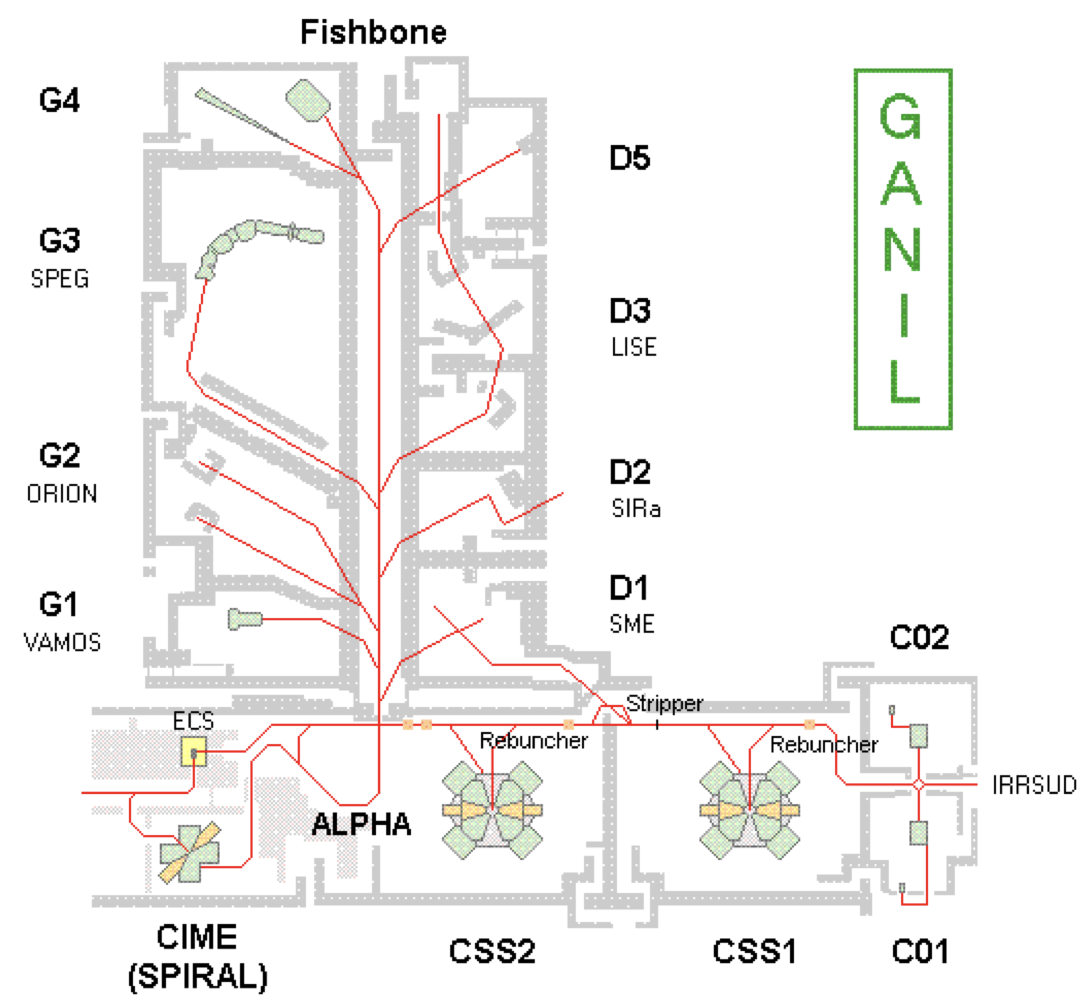 Fishbone
G4
G3
SPEG
G2
ORION
G1
VAMOS
D5
D3
LISE
D2
SIRa
D1
SME
G
A
N
I
L
C02
Stripper
ECS
Rebuncher
Rebuncher
IRRSUD
ALPHA
CIME
(SPIRAL)
CSS2
CSS1
C01